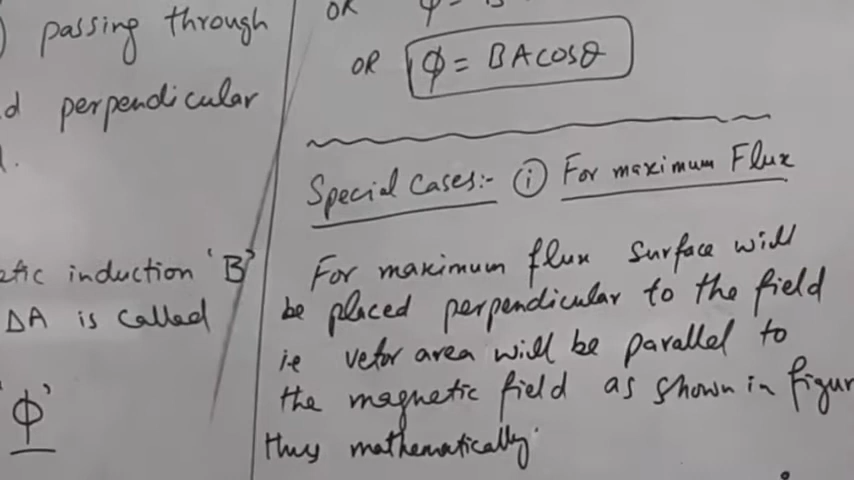 ) passing through
d perpendicular
etic induction 'B'
ΔA is called
'ϕ'
OR ϕ = B
OR ϕ = BA cosθ
Special Cases:- (i) For maximum Flux
For maximum flux surface will
be placed perpendicular to the field
i.e vetor area will be parallel to
the magnetic field as shown in figur
thus mathematically.